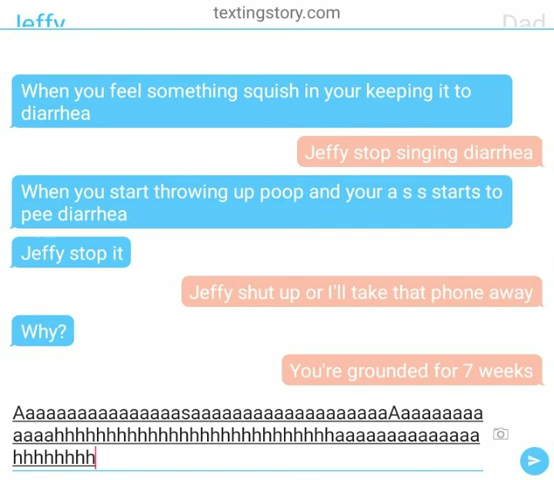 textingstory.com
Jeffy
Dad
When you feel something squish in your keeping it to
diarrhea
Jeffy stop singing diarrhea
When you start throwing up poop and your a s s starts to
pee diarrhea
Jeffy stop it
Jeffy shut up or I'll take that phone away
Why?
You're grounded for 7 weeks
AaaaaaaaaaaaaaaasaaaaaaaaaaaaaaaaaaaAaaaaaaaa
aaaahhhhhhhhhhhhhhhhhhhhhhhhhhhaaaaaaaaaaaaaa
hhhhhhhh